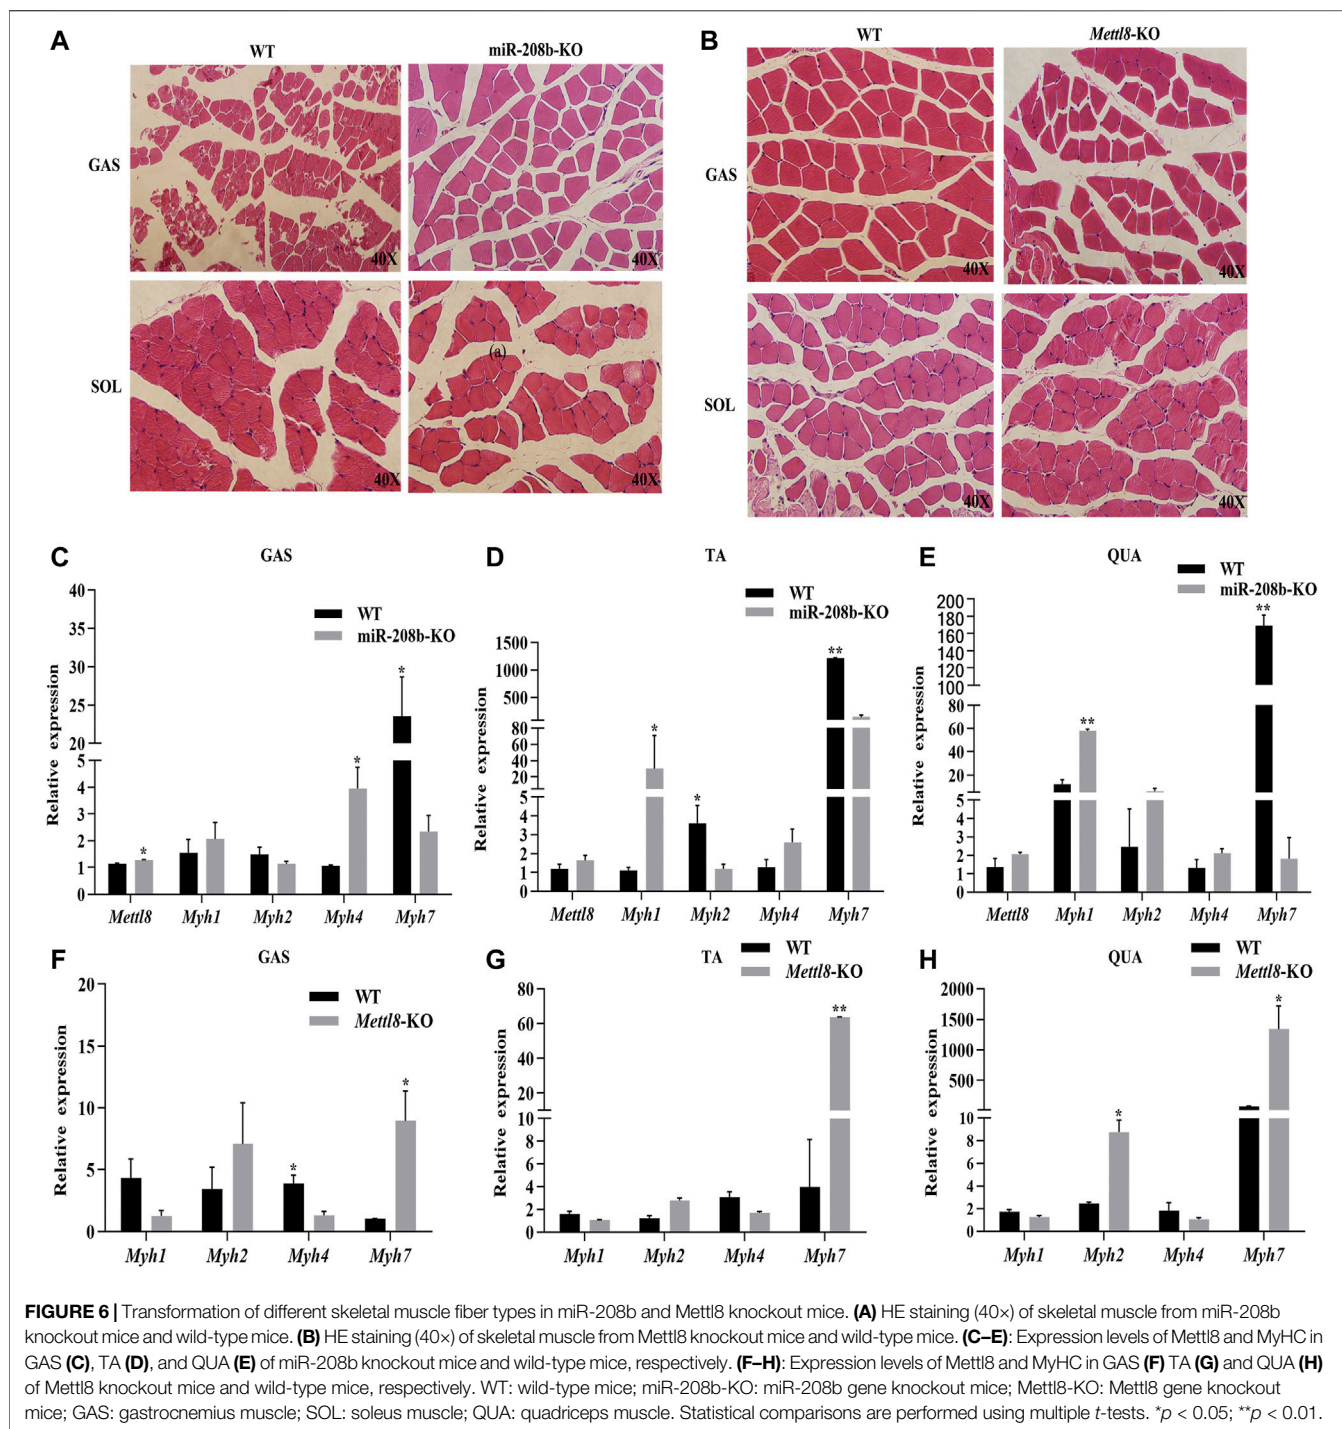 A
WT
miR-208b-KO
GAS
40X
40X
SOL
(a)
40X
40X
B
WT
Mettl8-KO
GAS
40X
40X
SOL
40X
40X
C
GAS
WT
miR-208b-KO
Relative expression
40
35
30
25
20
5
4
3
2
1
0
*
*
*
Mettl8 Myh1 Myh2 Myh4 Myh7
D
TA
WT
miR-208b-KO
Relative expression
1500
1000
500
80
60
40
20
5
4
3
2
1
0
*
*
**
Mettl8 Myh1 Myh2 Myh4 Myh7
E
QUA
WT
miR-208b-KO
Relative expression
200
180
160
140
120
100
80
60
40
20
5
4
3
2
1
0
**
**
Mettl8 Myh1 Myh2 Myh4 Myh7
F
GAS
WT
Mettl8-KO
Relative expression
20
15
10
5
0
*
*
Myh1 Myh2 Myh4 Myh7
G
TA
WT
Mettl8-KO
Relative expression
80
60
40
20
10
8
6
4
2
0
**
Myh1 Myh2 Myh4 Myh7
H
QUA
WT
Mettl8-KO
Relative expression
2000
1500
1000
500
10
8
6
4
2
0
*
*
Myh1 Myh2 Myh4 Myh7
FIGURE 6 | Transformation of different skeletal muscle fiber types in miR-208b and Mettl8 knockout mice. (A) HE staining (40×) of skeletal muscle from miR-208b
knockout mice and wild-type mice. (B) HE staining (40×) of skeletal muscle from Mettl8 knockout mice and wild-type mice. (C–E): Expression levels of Mettl8 and MyHC in
GAS (C), TA (D), and QUA (E) of miR-208b knockout mice and wild-type mice, respectively. (F–H): Expression levels of Mettl8 and MyHC in GAS (F) TA (G) and QUA (H)
of Mettl8 knockout mice and wild-type mice, respectively. WT: wild-type mice; miR-208b-KO: miR-208b gene knockout mice; Mettl8-KO: Mettl8 gene knockout
mice; GAS: gastrocnemius muscle; SOL: soleus muscle; QUA: quadriceps muscle. Statistical comparisons are performed using multiple t-tests. *p < 0.05; **p < 0.01.